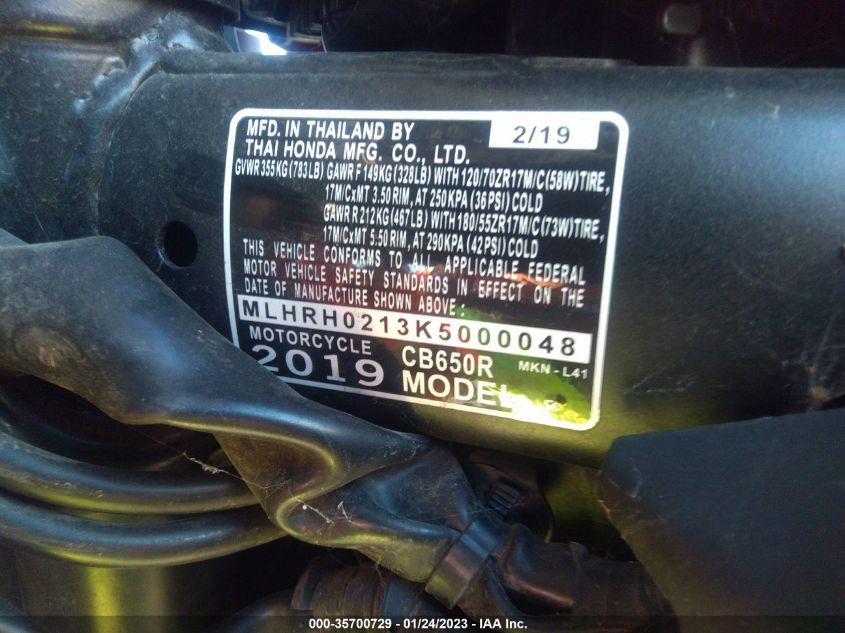 MFD. IN THAILAND BY 2/19
THAI HONDA MFG. CO., LTD.
GVWR 355KG (783LB) GAWR F 149KG (328LB) WITH 120/70ZR17M/C(58W) TIRE,
17M/CxMT 3.50 RIM, AT 250KPA (36PSI) COLD
GAWR R 212KG (467LB) WITH 180/55ZR17M/C(73W) TIRE,
17M/CxMT 5.50 RIM, AT 290KPA (42PSI) COLD
THIS VEHICLE CONFORMS TO ALL APPLICABLE FEDERAL
MOTOR VEHICLE SAFETY STANDARDS IN EFFECT ON THE
DATE OF MANUFACTURE SHOWN ABOVE :
MLHRH0213K5000048
MOTORCYCLE CB650R MKN - L41
2019 MODEL
000-35700729 - 01/24/2023 - IAA Inc.